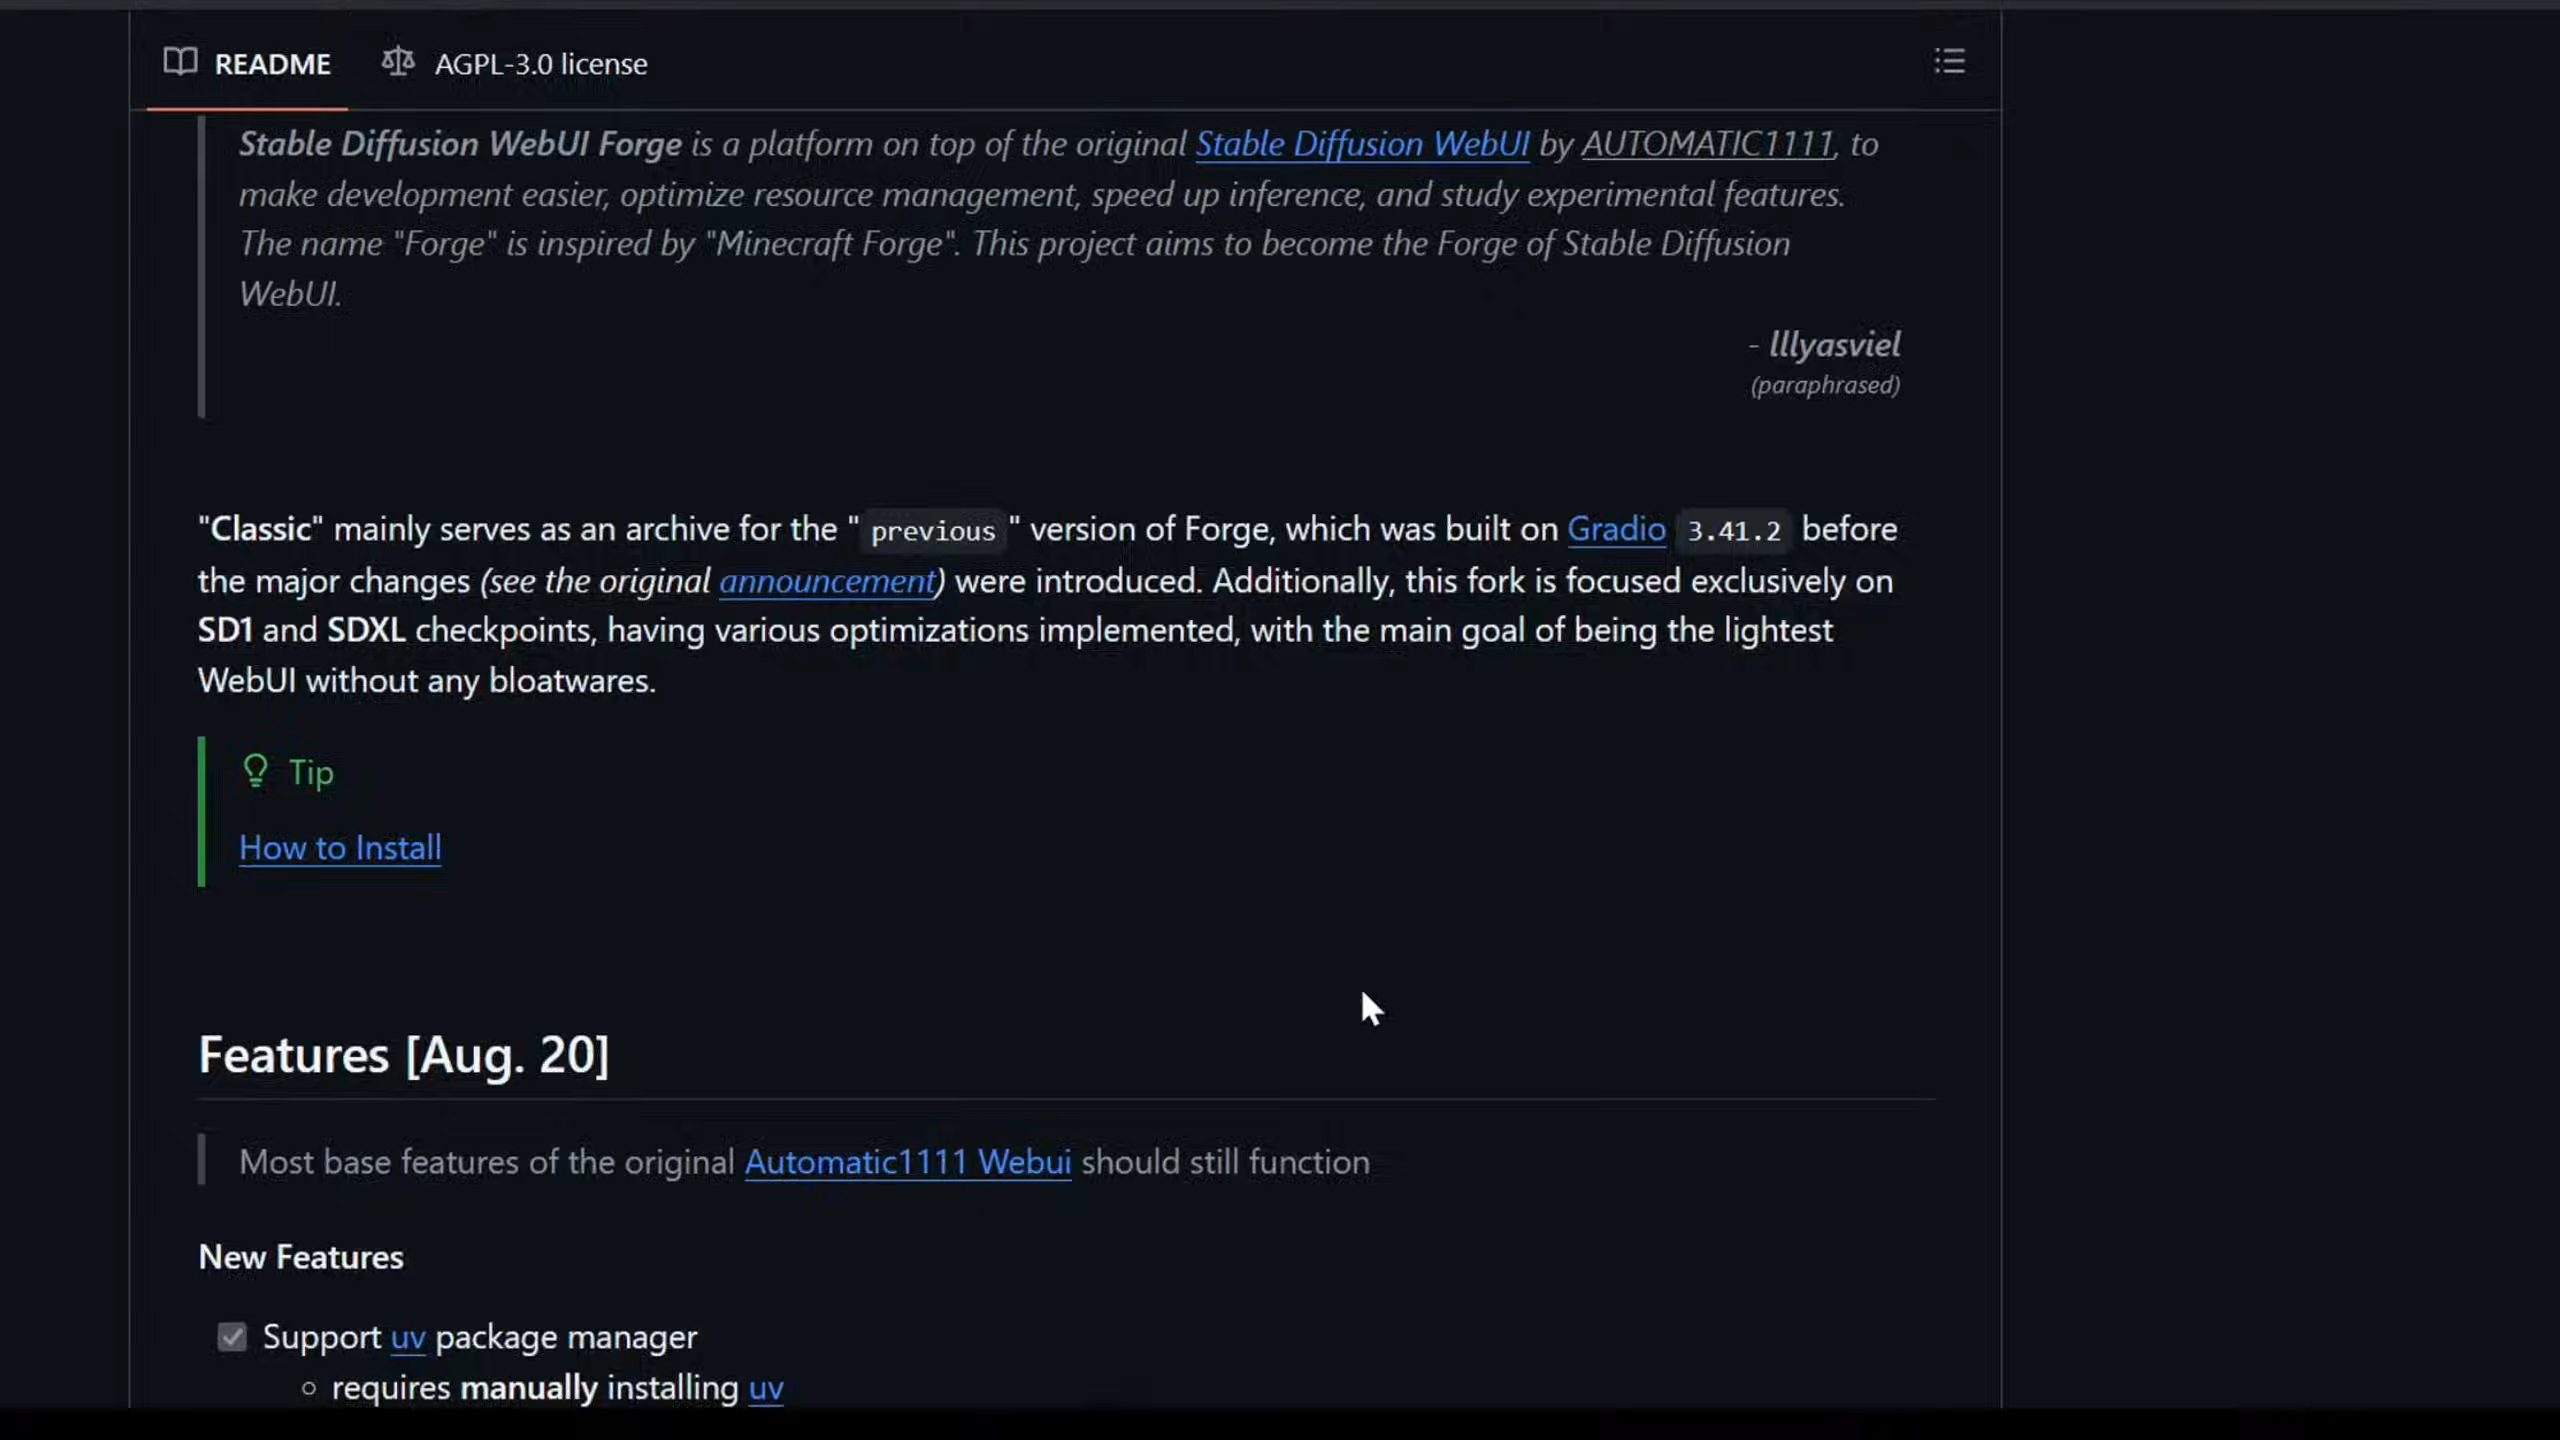 README AGPL-3.0 license
Stable Diffusion WebUI Forge is a platform on top of the original Stable Diffusion WebUI by AUTOMATIC1111, to
make development easier, optimize resource management, speed up inference, and study experimental features.
The name "Forge" is inspired by "Minecraft Forge". This project aims to become the Forge of Stable Diffusion
WebUI.
- lllyasviel
(paraphrased)
"Classic" mainly serves as an archive for the " previous " version of Forge, which was built on Gradio 3.41.2 before
the major changes (see the original announcement) were introduced. Additionally, this fork is focused exclusively on
SD1 and SDXL checkpoints, having various optimizations implemented, with the main goal of being the lightest
WebUI without any bloatwares.
Tip
How to Install
Features [Aug. 20]
Most base features of the original Automatic1111 Webui should still function
New Features
Support uv package manager
requires manually installing uv